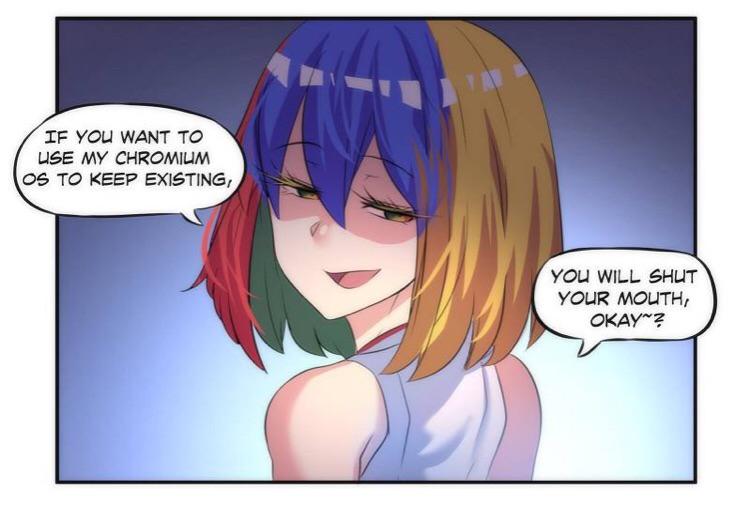 IF YOU WANT TO
USE MY CHROMIUM
OS TO KEEP EXISTING,
YOU WILL SHUT
YOUR MOUTH,
OKAY~?